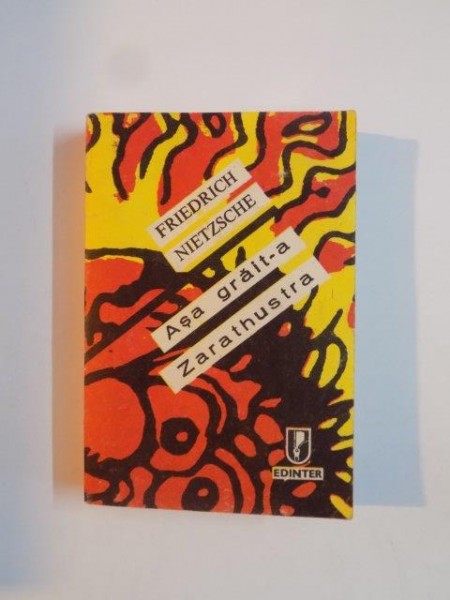 FRIEDRICH
NIETZSCHE
Așa grăit-a
Zarathustra
EDINTER